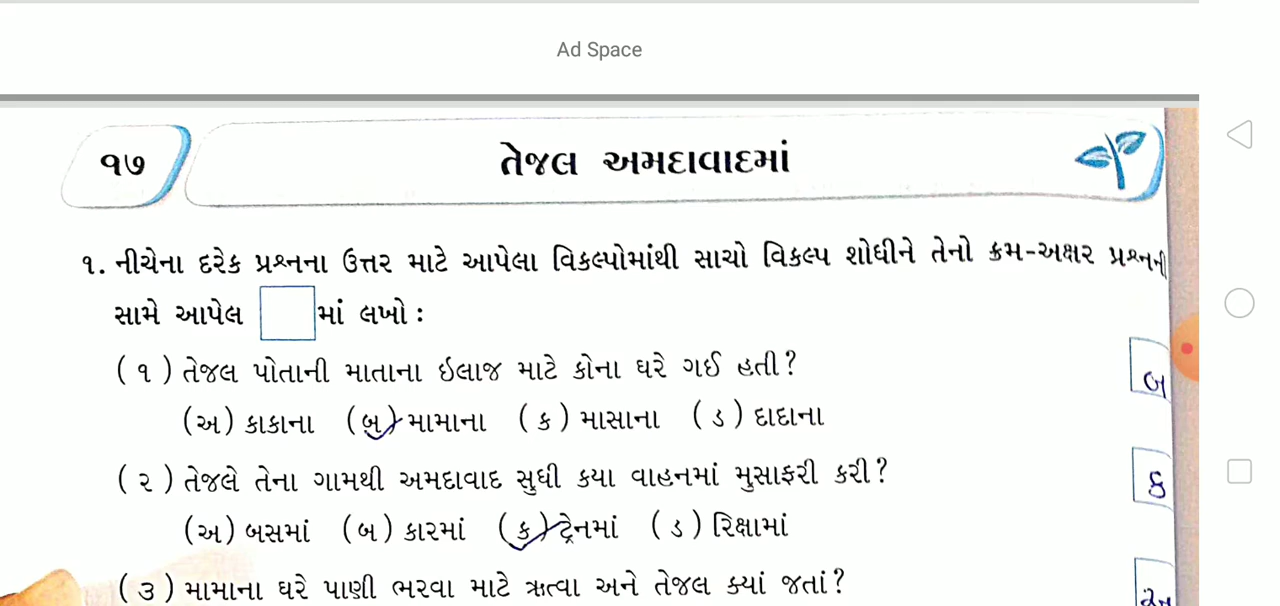 Ad Space
૧૭
તેજલ અમદાવાદમાં
૧. નીચેના દરેક પ્રશ્નના ઉત્તર માટે આપેલા વિકલ્પોમાંથી સાચો વિકલ્પ શોધીને તેનો ક્રમ-અક્ષર પ્રશ્નની
સામે આપેલ માં લખો :
(૧) તેજલ પોતાની માતાના ઇલાજ માટે કોના ઘરે ગઈ હતી? બ
(અ) કાકાના (બ) મામાના (ક) માસાના (ડ) દાદાના
(૨) તેજલે તેના ગામથી અમદાવાદ સુધી કયા વાહનમાં મુસાફરી કરી? ક
(અ) બસમાં (બ) કારમાં (ક) ટ્રેનમાં (ડ) રિક્ષામાં
(૩) મામાના ઘરે પાણી ભરવા માટે ઋત્વા અને તેજલ ક્યાં જતાં?